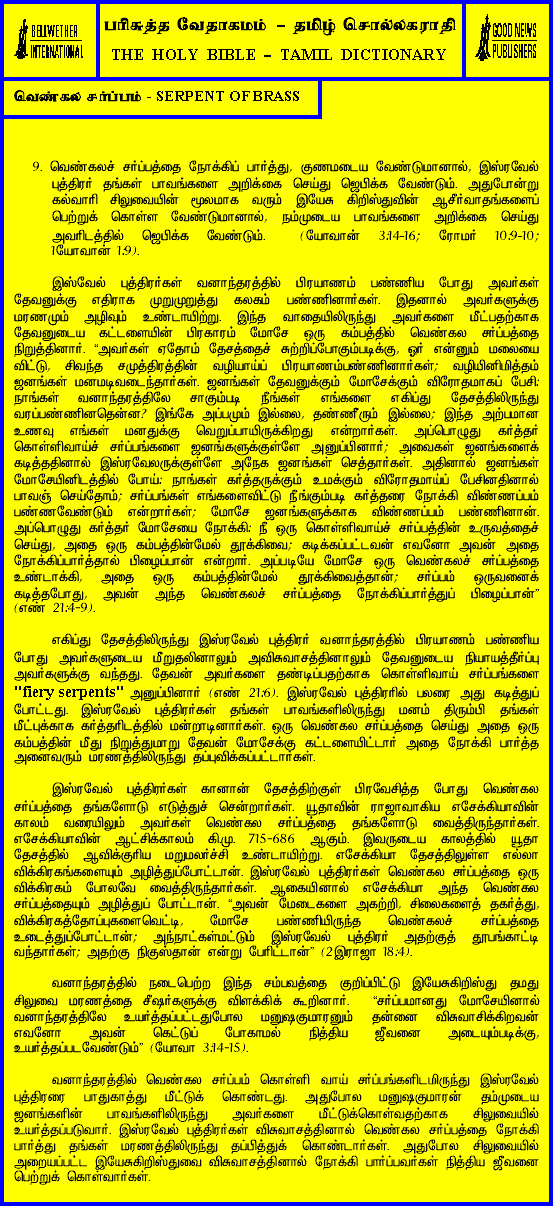 BELLWETHER
INTERNATIONAL
பரிசுத்த வேதாகமம் – தமிழ் சொல்லகராதி
THE HOLY BIBLE – TAMIL DICTIONARY
GOOD NEWS
PUBLISHERS
வெண்கல சர்ப்பம் - SERPENT OF BRASS
9. வெண்கலச் சர்ப்பத்தை நோக்கிப் பார்த்து, குணமடைய வேண்டுமானால், இஸ்ரவேல்
புத்திரர் தங்கள் பாவங்களை அறிக்கை செய்து ஜெபிக்க வேண்டும். அதுபோன்று
கல்வாரி சிலுவையின் மூலமாக வரும் இயேசு கிறிஸ்துவின் ஆசீர்வாதங்களைப்
பெற்றுக் கொள்ள வேண்டுமானால், நம்முடைய பாவங்களை அறிக்கை செய்து
அவரிடத்தில் ஜெபிக்க வேண்டும். (யோவான் 3:14-16; ரோமர் 10:9-10;
1யோவான் 1:9).
இஸ்வேல் புத்திரர்கள் வனாந்தரத்தில் பிரயாணம் பண்ணிய போது அவர்கள்
தேவனுக்கு எதிராக முறுமுறுத்து கலகம் பண்ணினார்கள். இதனால் அவர்களுக்கு
மரணமும் அழிவும் உண்டாயிற்று. இந்த வாதையிலிருந்து அவர்களை மீட்பதற்காக
தேவனுடைய கட்டளையின் பிரகாரம் மோசே ஒரு கம்பத்தில் வெண்கல சர்ப்பத்தை
நிறுத்தினார். “அவர்கள் ஏதோம் தேசத்தைச் சுற்றிப்போகும்படிக்கு, ஓர் என்னும் மலையை
விட்டு, சிவந்த சமுத்திரத்தின் வழியாய்ப் பிரயாணம்பண்ணினார்கள்; வழியினிமித்தம்
ஜனங்கள் மனமடிவடைந்தார்கள். ஜனங்கள் தேவனுக்கும் மோசேக்கும் விரோதமாகப் பேசி:
நாங்கள் வனாந்தரத்திலே சாகும்படி நீங்கள் எங்களை எகிப்து தேசத்திலிருந்து
வரப்பண்ணினதென்ன? இங்கே அப்பமும் இல்லை, தண்ணீரும் இல்லை; இந்த அற்பமான
உணவு எங்கள் மனதுக்கு வெறுப்பாயிருக்கிறது என்றார்கள். அப்பொழுது கர்த்தர்
கொள்ளிவாய்ச் சர்ப்பங்களை ஜனங்களுக்குள்ளே அனுப்பினார்; அவைகள் ஜனங்களைக்
கடித்ததினால் இஸ்ரவேலருக்குள்ளே அநேக ஜனங்கள் செத்தார்கள். அதினால் ஜனங்கள்
மோசேயினிடத்தில் போய்: நாங்கள் கர்த்தருக்கும் உமக்கும் விரோதமாய்ப் பேசினதினால்
பாவஞ் செய்தோம்; சர்ப்பங்கள் எங்களைவிட்டு நீங்கும்படி கர்த்தரை நோக்கி விண்ணப்பம்
பண்ணவேண்டும் என்றார்கள்; மோசே ஜனங்களுக்காக விண்ணப்பம் பண்ணினான்.
அப்பொழுது கர்த்தர் மோசேயை நோக்கி: நீ ஒரு கொள்ளிவாய்ச் சர்ப்பத்தின் உருவத்தைச்
செய்து, அதை ஒரு கம்பத்தின்மேல் தூக்கிவை; கடிக்கப்பட்டவன் எவனோ அவன் அதை
நோக்கிப்பார்த்தால் பிழைப்பான் என்றார். அப்படியே மோசே ஒரு வெண்கலச் சர்ப்பத்தை
உண்டாக்கி, அதை ஒரு கம்பத்தின்மேல் தூக்கிவைத்தான்; சர்ப்பம் ஒருவனைக்
கடித்தபோது, அவன் அந்த வெண்கலச் சர்ப்பத்தை நோக்கிப்பார்த்துப் பிழைப்பான்”
(எண் 21:4-9).
எகிப்து தேசத்திலிருந்து இஸ்ரவேல் புத்திரர் வனாந்தரத்தில் பிரயாணம் பண்ணிய
போது அவர்களுடைய மீறுதலினாலும் அவிசுவாசத்தினாலும் தேவனுடைய நியாயத்தீர்ப்பு
அவர்களுக்கு வந்தது. தேவன் அவர்களை தண்டிப்பதற்காக கொள்ளிவாய் சர்ப்பங்களை
"fiery serpents" அனுப்பினார் (எண் 21:6). இஸ்ரவேல் புத்திரரில் பலரை அது கடித்துப்
போட்டது. இஸ்ரவேல் புத்திரர்கள் தங்கள் பாவங்களிலிருந்து மனம் திரும்பி தங்கள்
மீட்புக்காக கர்த்தரிடத்தில் மன்றாடினார்கள். ஒரு வெண்கல சர்ப்பத்தை செய்து அதை ஒரு
கம்பத்தின் மீது நிறுத்துமாறு தேவன் மோசேக்கு கட்டளையிட்டார் அதை நோக்கி பார்த்த
அனைவரும் மரணத்திலிருந்து தப்புவிக்கப்பட்டார்கள்.
இஸ்ரவேல் புத்திரர்கள் கானான் தேசத்திற்குள் பிரவேசித்த போது வெண்கல
சர்ப்பத்தை தங்களோடு எடுத்துச் சென்றார்கள். யூதாவின் ராஜாவாகிய எசேக்கியாவின்
காலம் வரையிலும் அவர்கள் வெண்கல சர்ப்பத்தை தங்களோடு வைத்திருந்தார்கள்.
எசேக்கியாவின் ஆட்சிக்காலம் கி.மு. 715-686 ஆகும். இவருடைய காலத்தில் யூதா
தேசத்தில் ஆவிக்குரிய மறுமலர்ச்சி உண்டாயிற்று. எசேக்கியா தேசத்திலுள்ள எல்லா
விக்கிரகங்களையும் அழித்துப்போட்டான். இஸ்ரவேல் புத்திரர்கள் வெண்கல சர்ப்பத்தை ஒரு
விக்கிரகம் போலவே வைத்திருந்தார்கள். ஆகையினால் எசேக்கியா அந்த வெண்கல
சர்ப்பத்தையும் அழித்துப் போட்டான். “அவன் மேடைகளை அகற்றி, சிலைகளைத் தகர்த்து,
விக்கிரகத்தோப்புகளைவெட்டி, மோசே பண்ணியிருந்த வெண்கலச் சர்ப்பத்தை
உடைத்துப்போட்டான்; அந்நாட்கள்மட்டும் இஸ்ரவேல் புத்திரர் அதற்குத் தூபங்காட்டி
வந்தார்கள்; அதற்கு நிகுஸ்தான் என்று பேரிட்டான்” (2இராஜா 18:4).
வனாந்தரத்தில் நடைபெற்ற இந்த சம்பவத்தை குறிப்பிட்டு இயேசுகிறிஸ்து தமது
சிலுவை மரணத்தை சீஷர்களுக்கு விளக்கிக் கூறினார். “சர்ப்பமானது மோசேயினால்
வனாந்தரத்திலே உயர்த்தப்பட்டதுபோல மனுஷகுமாரனும் தன்னை விசுவாசிக்கிறவன்
எவனோ அவன் கெட்டுப் போகாமல் நித்திய ஜீவனை அடையும்படிக்கு,
உயர்த்தப்படவேண்டும்” (யோவா 3:14-15).
வனாந்தரத்தில் வெண்கல சர்ப்பம் கொள்ளி வாய் சர்ப்பங்களிடமிருந்து இஸ்ரவேல்
புத்திரரை பாதுகாத்து மீட்டுக் கொண்டது. அதுபோல மனுஷகுமாரன் தம்முடைய
ஜனங்களின் பாவங்களிலிருந்து அவர்களை மீட்டுக்கொள்வதற்காக சிலுவையில்
உயர்த்தப்படுவார். இஸ்ரவேல் புத்திரர்கள் விசுவாசத்தினால் வெண்கல சர்ப்பத்தை நோக்கி
பார்த்து தங்கள் மரணத்திலிருந்து தப்பித்துக் கொண்டார்கள். அதுபோல சிலுவையில்
அறையப்பட்ட இயேசுகிறிஸ்துவை விசுவாசத்தினால் நோக்கி பார்ப்பவர்கள் நித்திய ஜீவனை
பெற்றுக் கொள்வார்கள்.